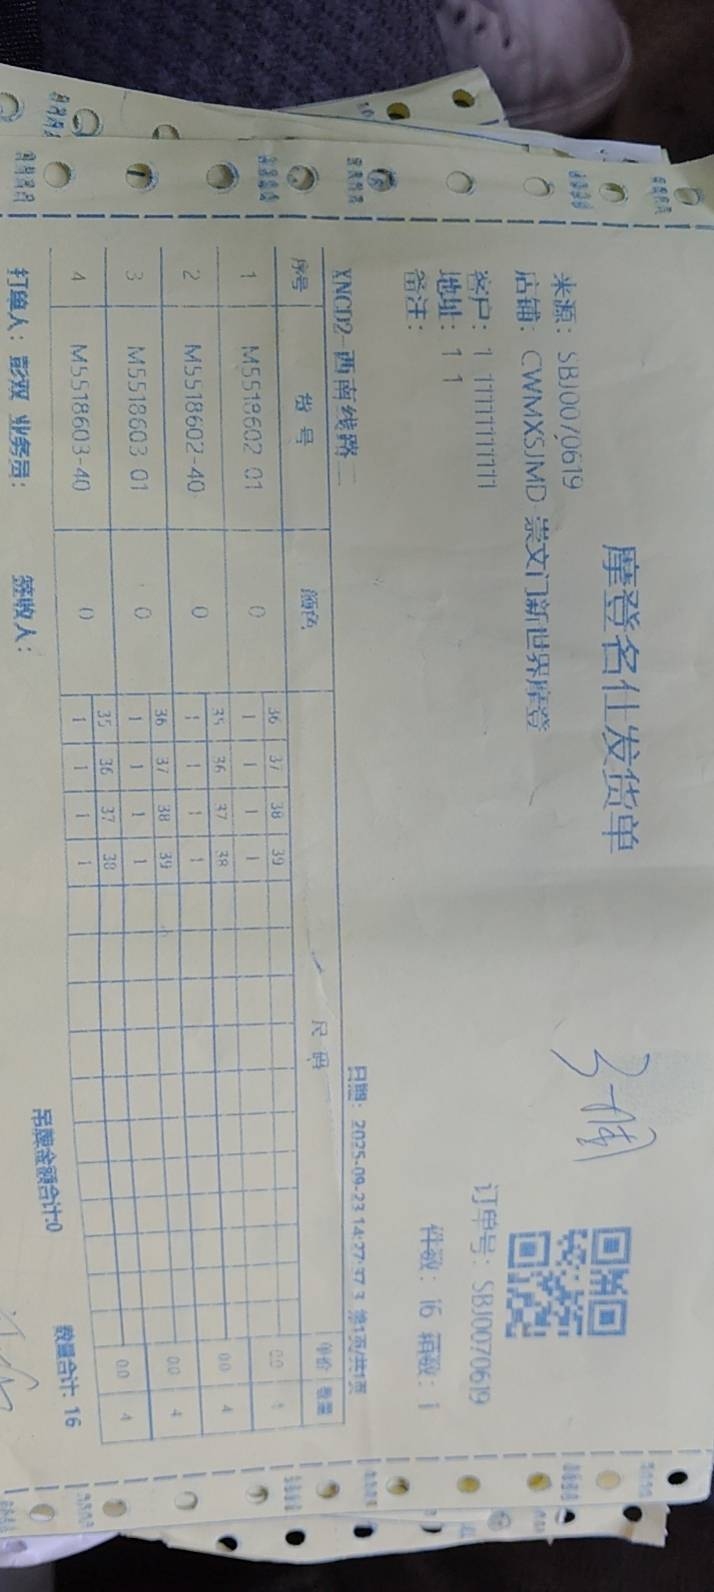 摩登名仕发货单
来源: SBJ0070619
店铺: CWMXSJMD-崇文门新世界摩登
订单号: SBJ0070619
客户: 1 11111111111
地址: 1 1
件数: 16 箱数: 1
备注:
XNCD2-西南线路二
日期: 2025-09-23 14:27:37.3 第1页/共1页
序号 货号 颜色 尺码 单价 数量
36 37 38 39
1 M5518602-01 0 1 1 1 1 0.0 4
35 36 37 38
2 M5518602-40 0 1 1 1 1 0.0 4
36 37 38 39
3 M5518603-01 0 1 1 1 1 0.0 4
35 36 37 38
4 M5518603-40 0 1 1 1 1 0.0 4
吊牌金额合计:0 数量合计: 16
打单人: 彭双 业务员: 签收人: